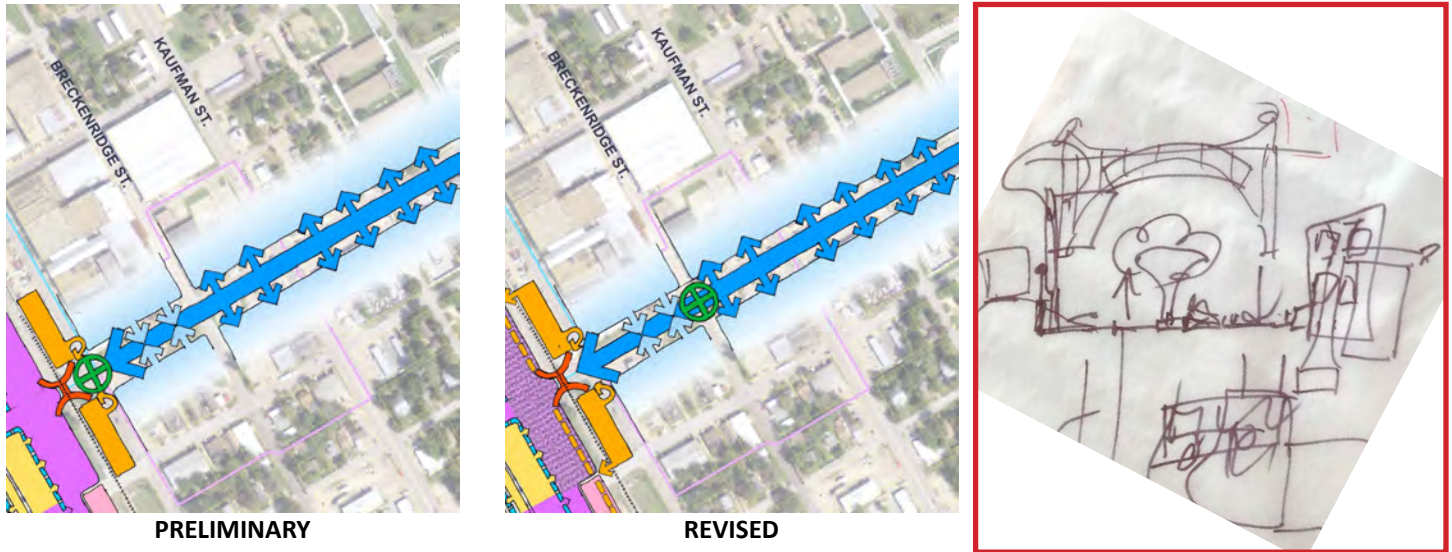 KAUFMAN ST.
BRECKENRIDGE ST.
PRELIMINARY
KAUFMAN ST.
BRECKENRIDGE ST.
REVISED